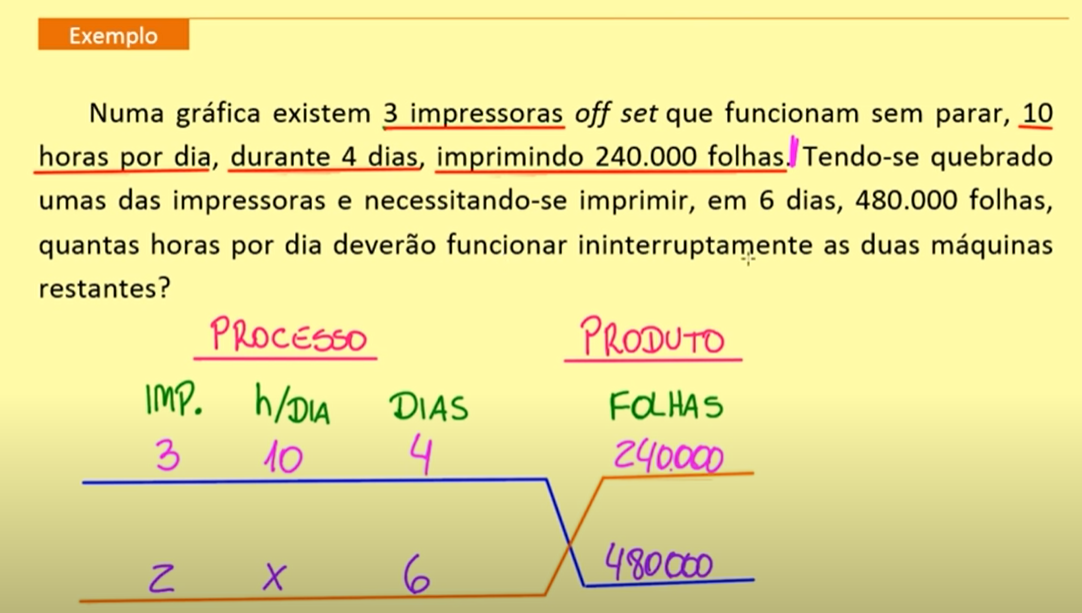 Exemplo
Numa gráfica existem 3 impressoras off set que funcionam sem parar, 10
horas por dia, durante 4 dias, imprimindo 240.000 folhas. Tendo-se quebrado
umas das impressoras e necessitando-se imprimir, em 6 dias, 480.000 folhas,
quantas horas por dia deverão funcionar ininterruptamente as duas máquinas
restantes?
PROCESSO PRODUTO
IMP. h/DIA DIAS FOLHAS
3 10 4 240.000
2 x 6 480000